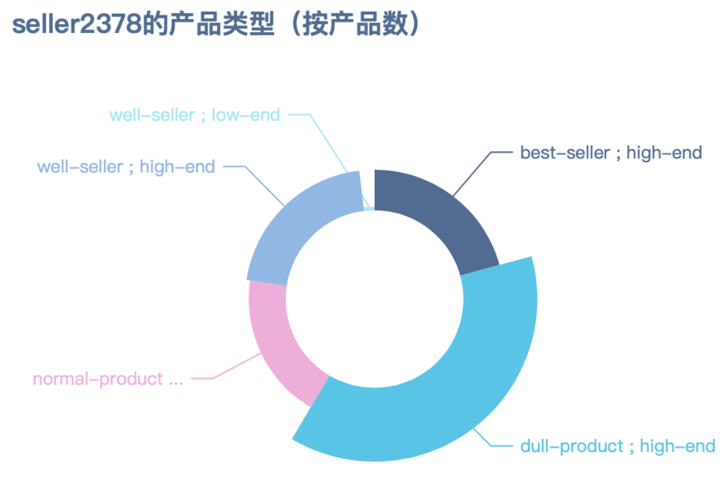 seller2378的产品类型（按产品数）
well-seller ; low-end
best-seller ; high-end
well-seller ; high-end
normal-product ...
dull-product ; high-end